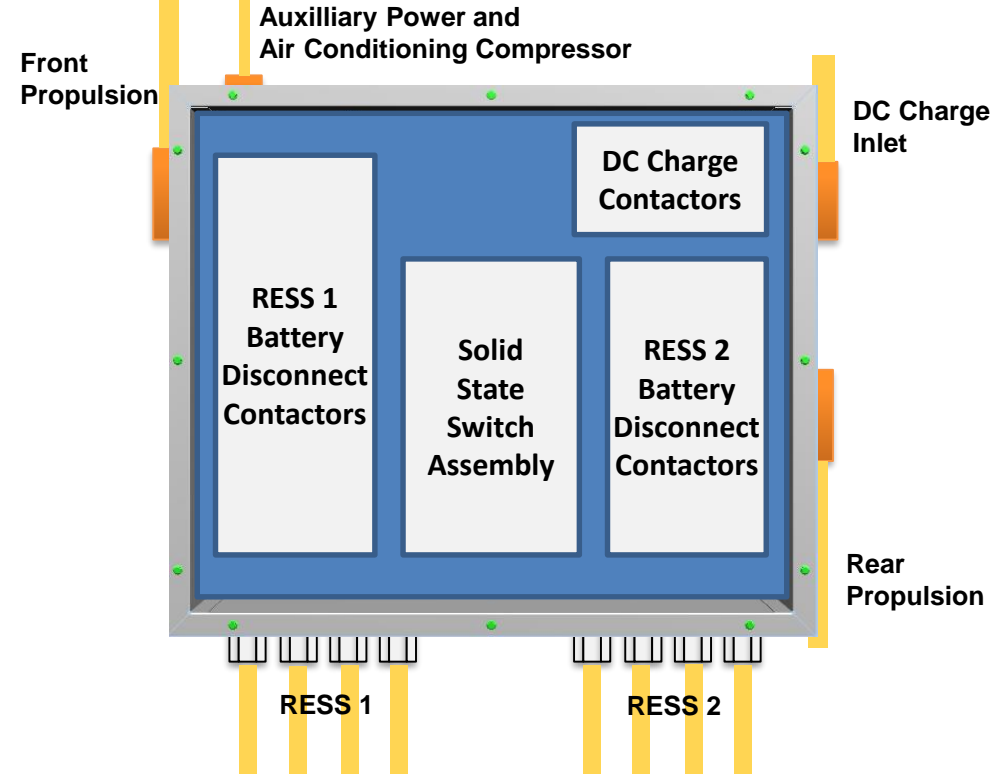 Auxilliary Power and
Air Conditioning Compressor
Front
Propulsion
DC Charge
Inlet
DC Charge
Contactors
RESS 1
Battery
Disconnect
Contactors
Solid
State
Switch
Assembly
RESS 2
Battery
Disconnect
Contactors
Rear
Propulsion
RESS 1
RESS 2